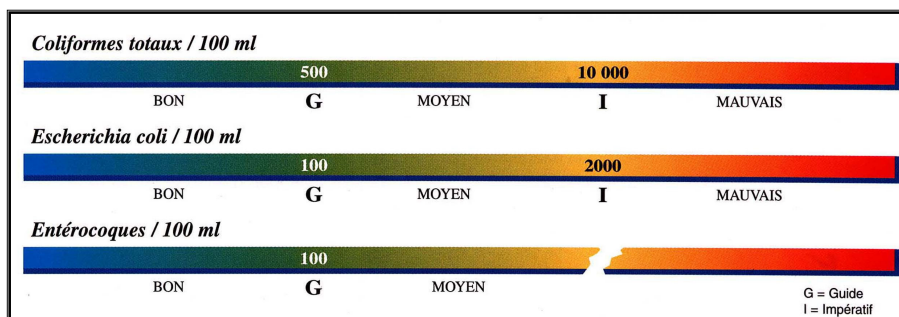 Coliformes totaux / 100 ml
500 10 000
BON G MOYEN I MAUVAIS
Escherichia coli / 100 ml
100 2000
BON G MOYEN I MAUVAIS
Entérocoques / 100 ml
100
BON G MOYEN
G = Guide
I = Impératif